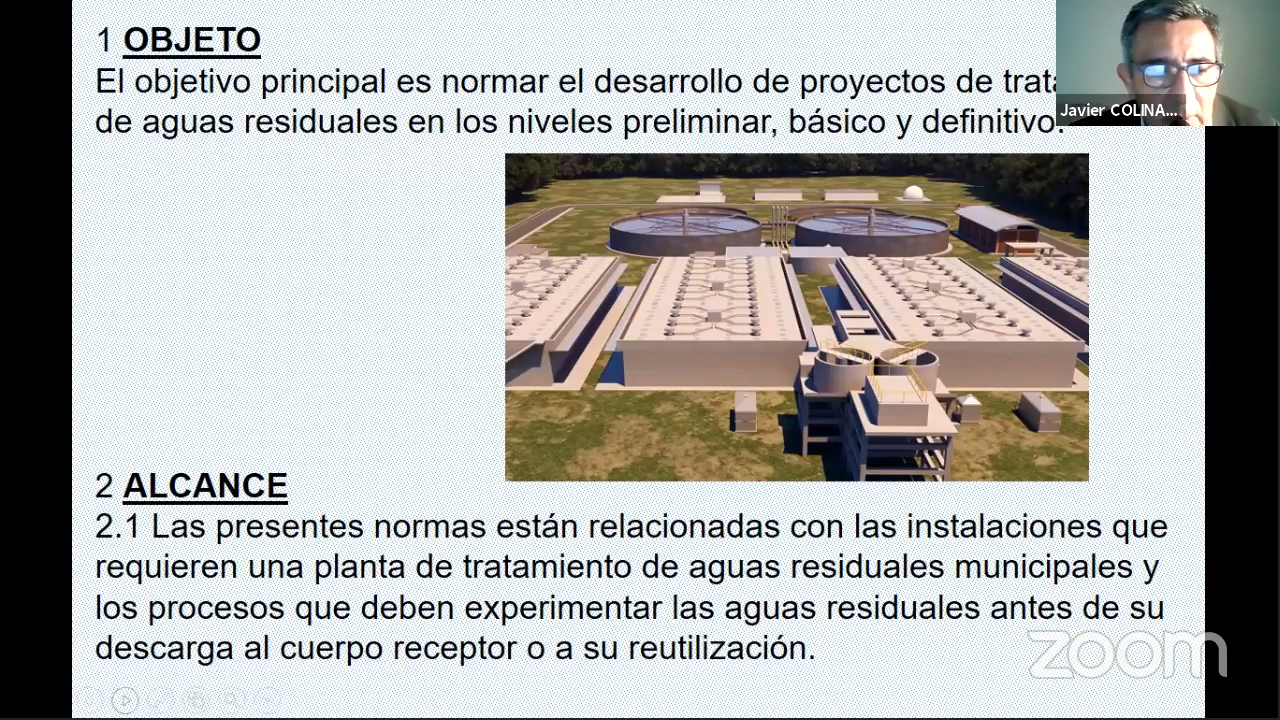 1 OBJETO
El objetivo principal es normar el desarrollo de proyectos de
de aguas residuales en los niveles preliminar, básico y definitivo.
Javier COLINA...
2 ALCANCE
2.1 Las presentes normas están relacionadas con las instalaciones que
requieren una planta de tratamiento de aguas residuales municipales y
los procesos que deben experimentar las aguas residuales antes de su
descarga al cuerpo receptor o a su reutilización.
zoom